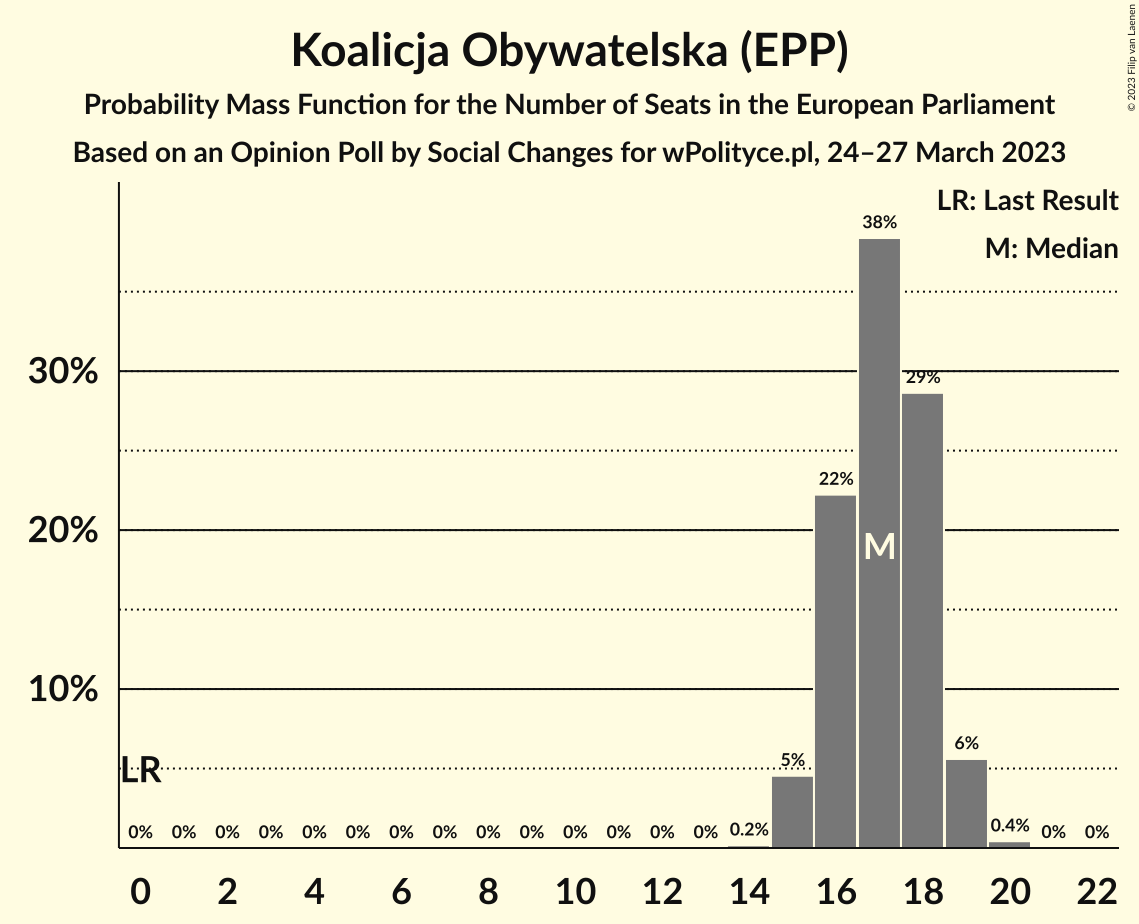 Koalicja Obywatelska (EPP)
Probability Mass Function for the Number of Seats in the European Parliament
Based on an Opinion Poll by Social Changes for wPolityce.pl, 24–27 March 2023
© 2023 Filip van Laenen
LR: Last Result
M: Median
38%
30%
29%
22%
20%
M
10%
6%
5%
LR
0% 0% 0% 0% 0% 0% 0% 0% 0% 0% 0% 0% 0% 0% 0.2% 0.4% 0% 0%
0 2 4 6 8 10 12 14 16 18 20 22